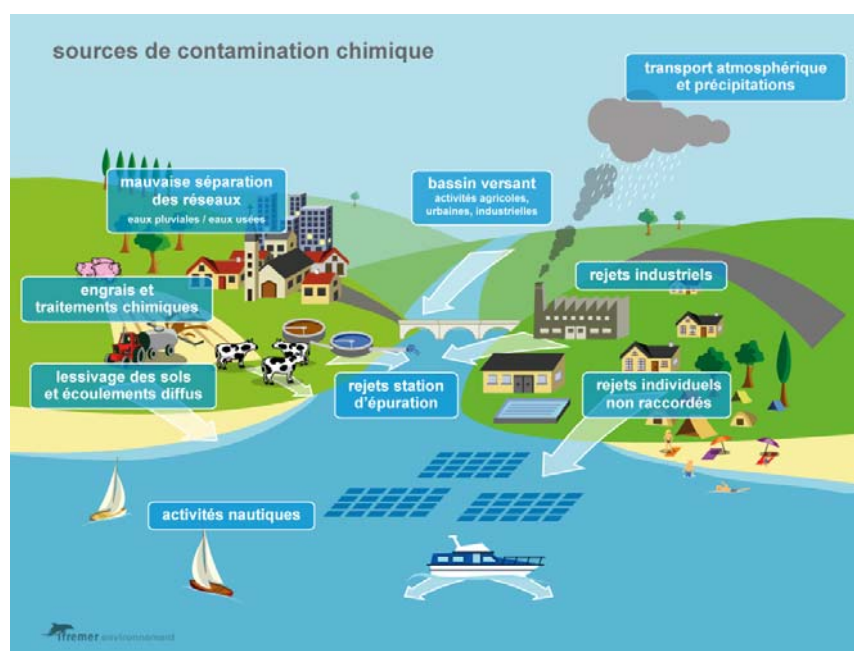 sources de contamination chimique
transport atmosphérique
et précipitations
mauvaise séparation
des réseaux
eaux pluviales / eaux usées
bassin versant
activités agricoles,
urbaines, industrielles
engrais et
traitements chimiques
rejets industriels
lessivage des sols
et écoulements diffus
rejets station
d'épuration
rejets individuels
non raccordés
activités nautiques
ifremer environnement